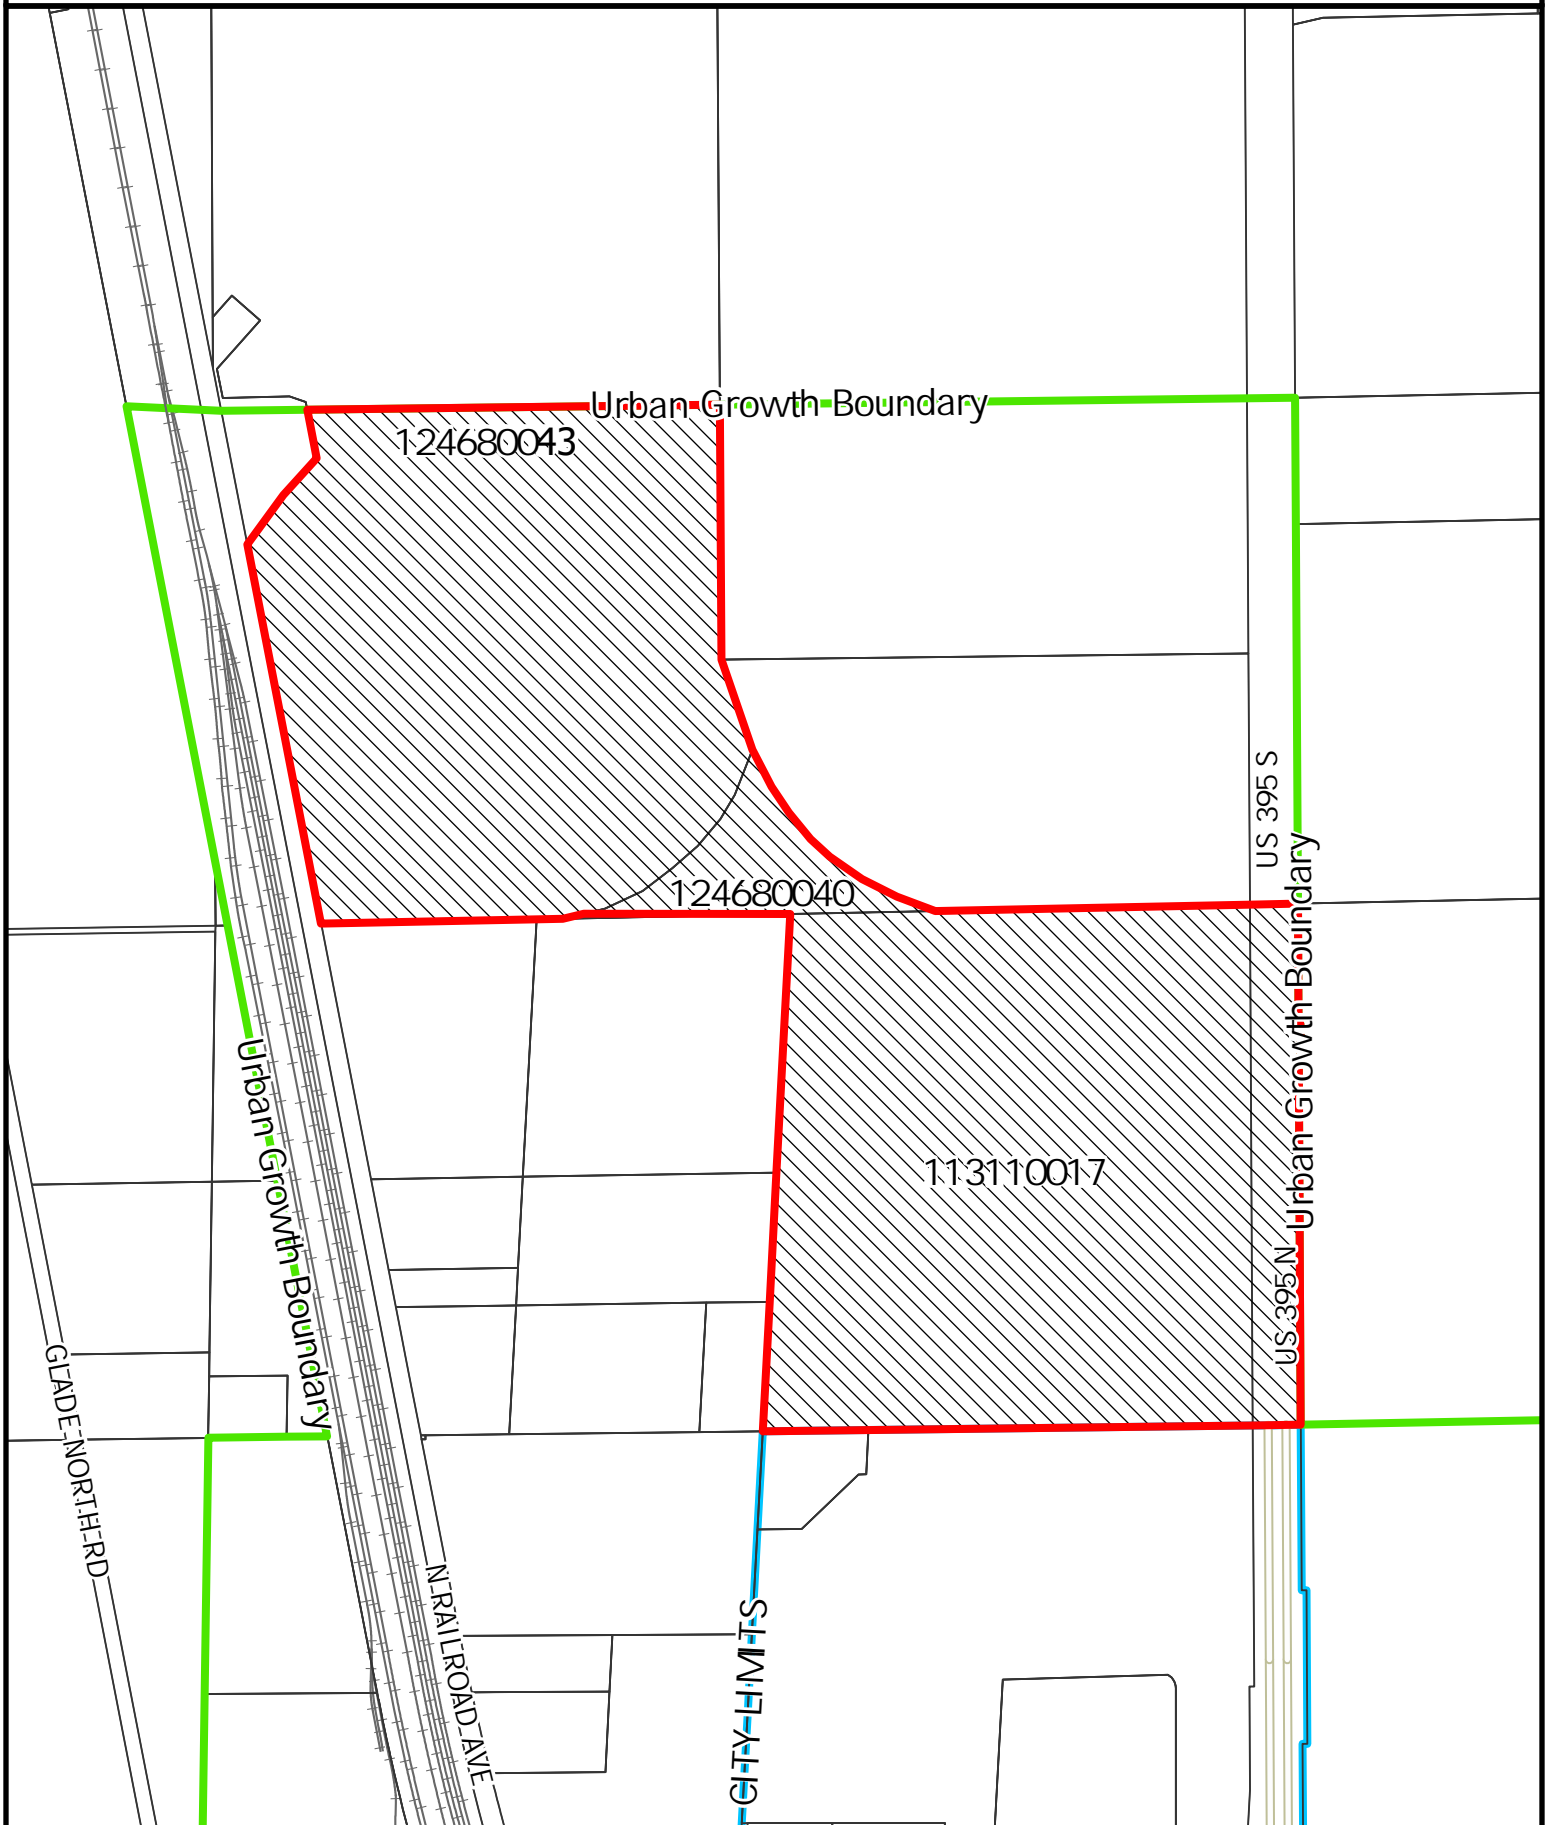 Urban Growth Boundary
124680043
US 395 S
Urban Growth Boundary
124680040
Urban Growth Boundary
113110017
US 395 N
GLADE NORTH RD
N RAILROAD AVE
CITY LIMITS